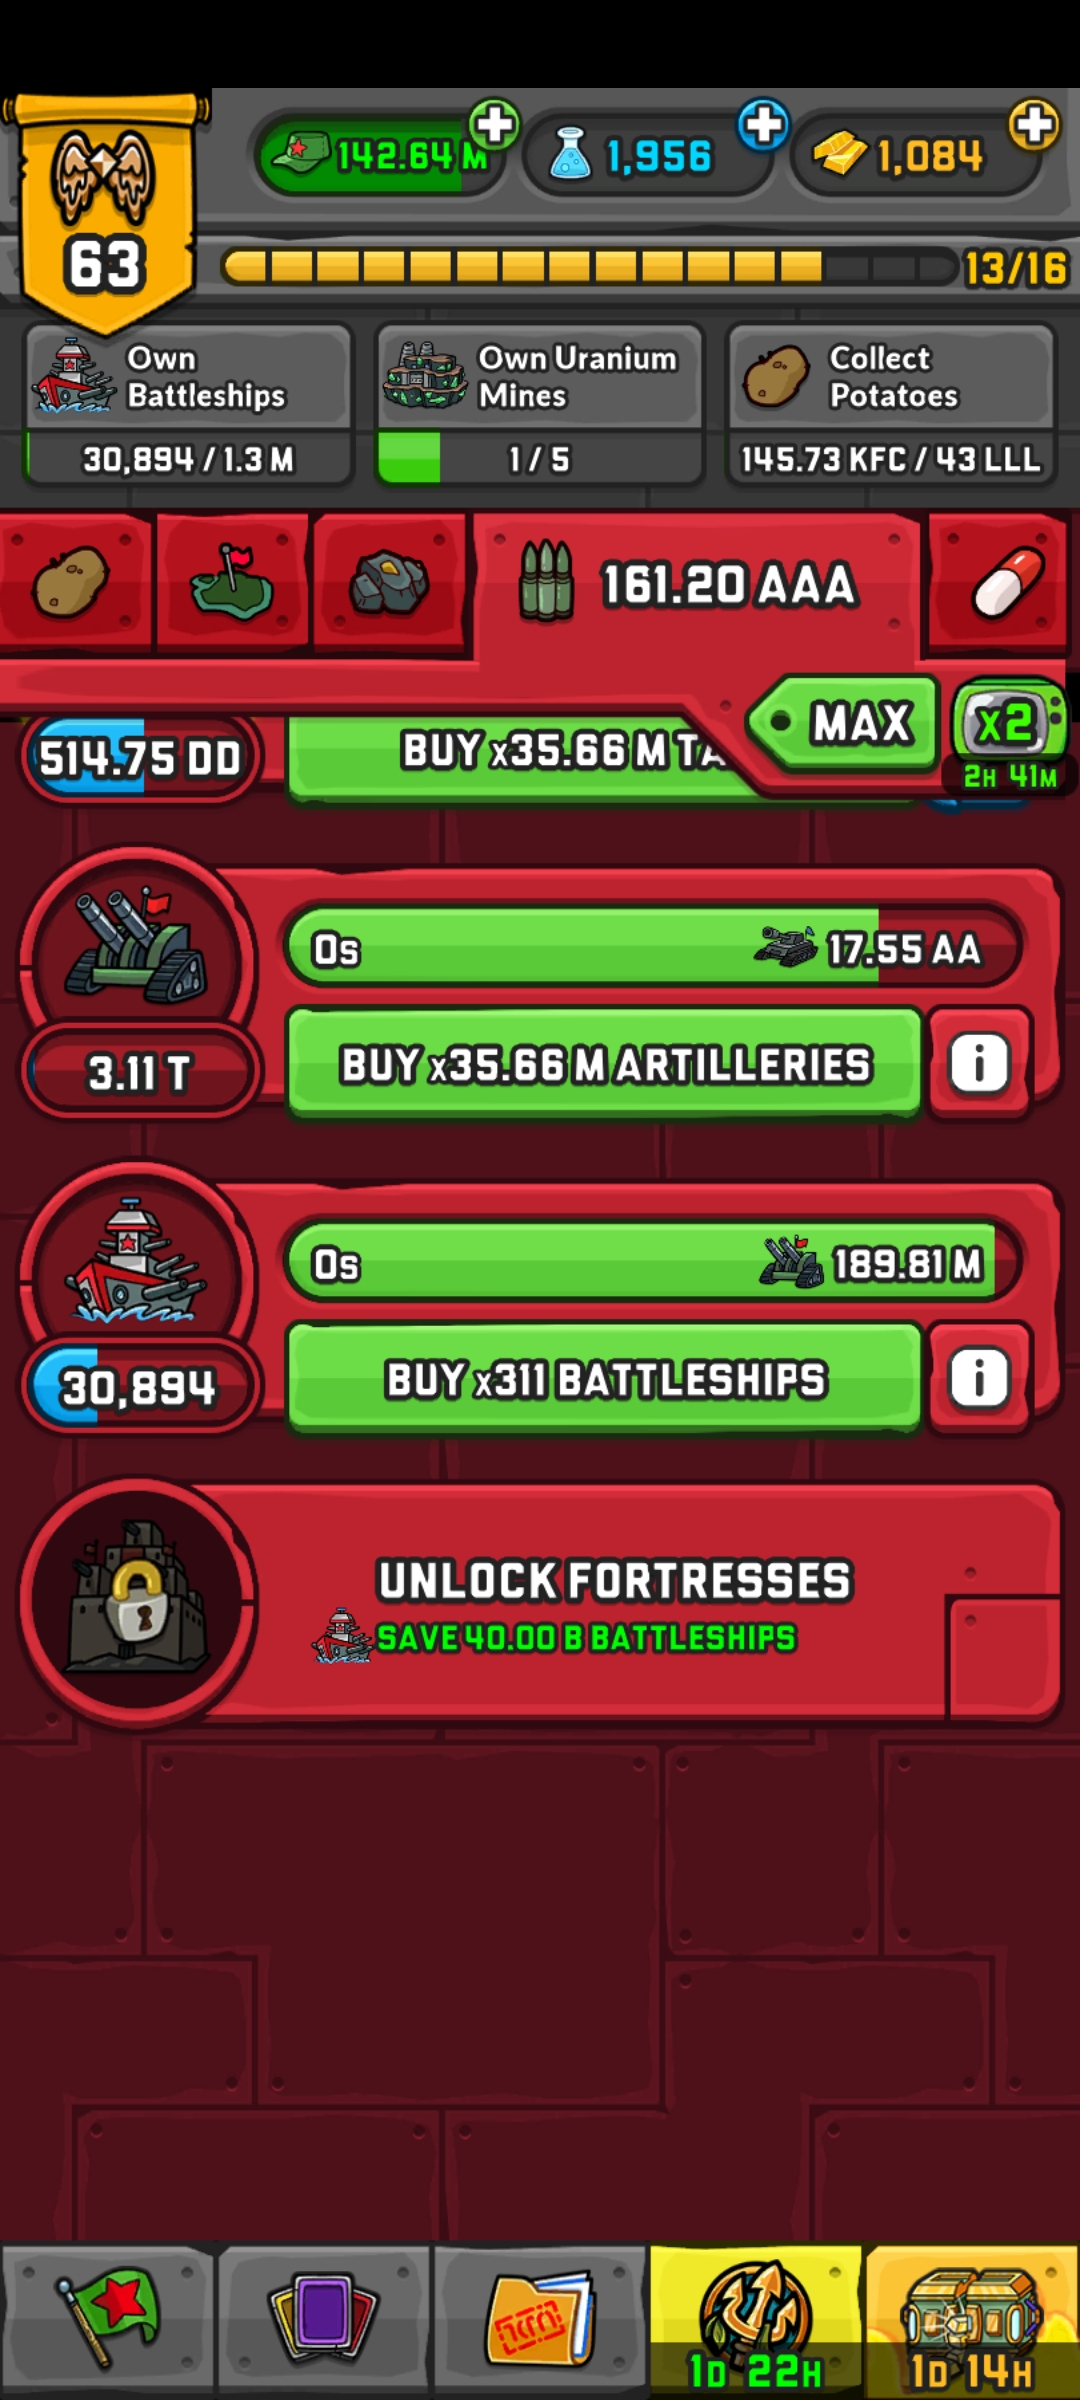 142.64 M
1,956
1,084
63
13/16
Own
Battleships
30,894 / 1.3 M
Own Uranium
Mines
1 / 5
Collect
Potatoes
145.73 KFC / 43 LLL
161.20 AAA
MAX
x2
2H 41M
514.75 DD
BUY x35.66 M TA
0s
17.55 AA
3.11 T
BUY x35.66 M ARTILLERIES
i
0s
189.81 M
30,894
BUY x311 BATTLESHIPS
i
UNLOCK FORTRESSES
SAVE 40.00 B BATTLESHIPS
1D 22H
1D 14H